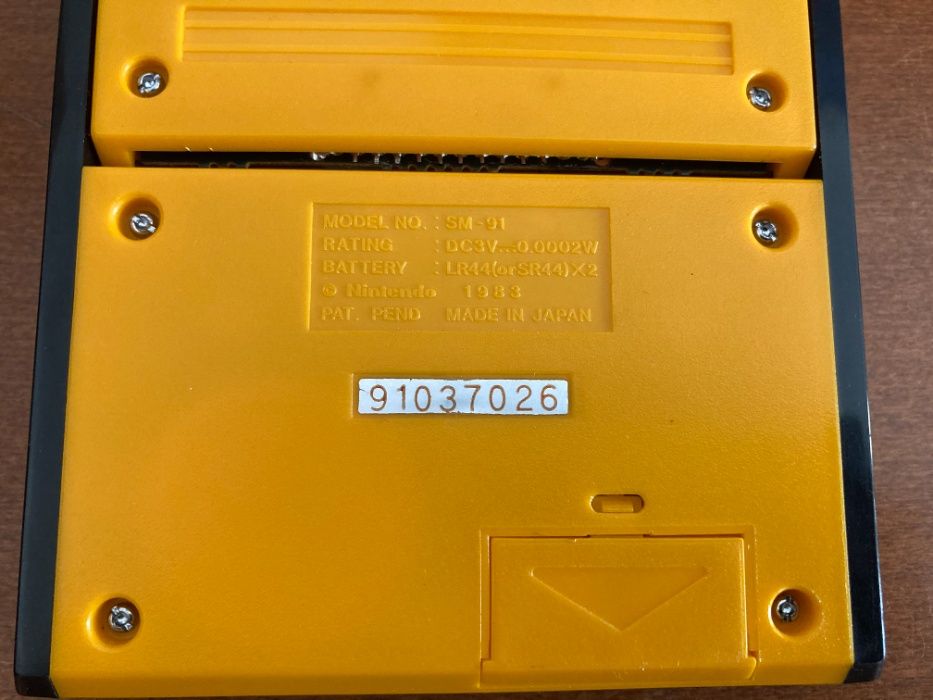 MODEL NO. : SM-91
RATING : DC3V⎓0.0002W
BATTERY : LR44(orSR44)×2
© Nintendo 1983
PAT. PEND MADE IN JAPAN
91037026